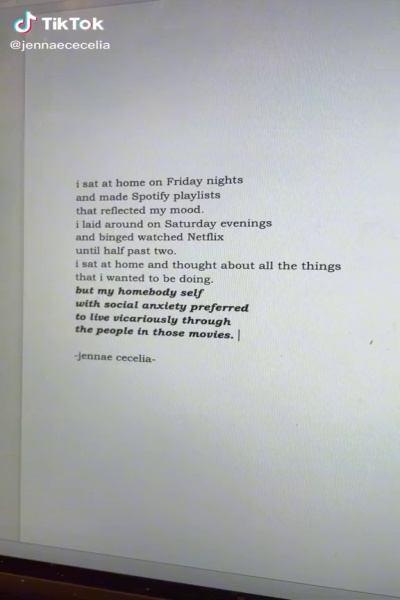 TikTok
@jennaececelia
i sat at home on Friday nights
and made Spotify playlists
that reflected my mood.
i laid around on Saturday evenings
and binged watched Netflix
until half past two.
i sat at home and thought about all the things
that i wanted to be doing.
but my homebody self
with social anxiety preferred
to live vicariously through
the people in those movies.
-jennae cecelia-